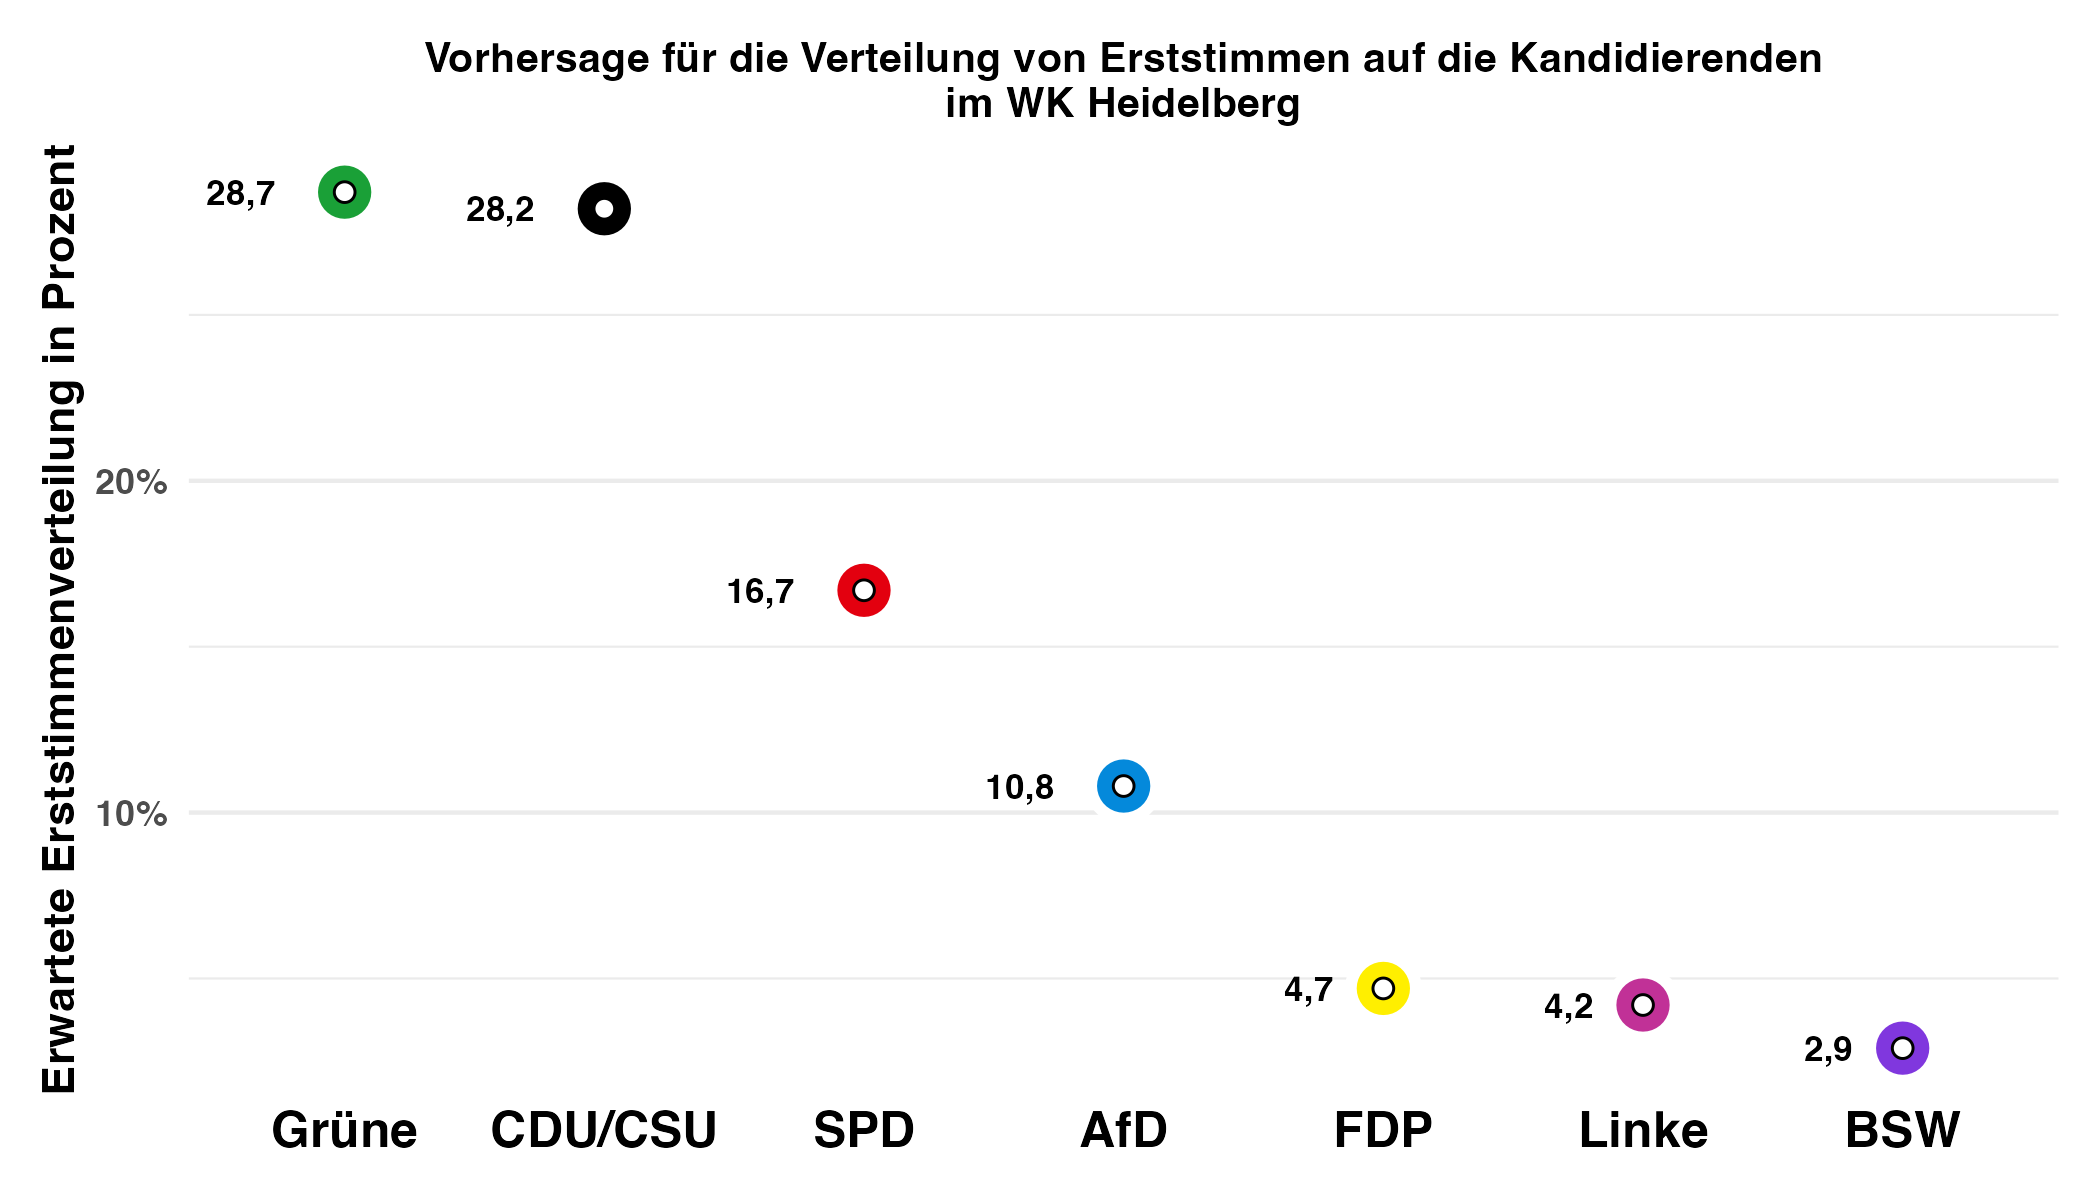 Vorhersage für die Verteilung von Erststimmen auf die Kandidierenden
im WK Heidelberg
Erwartete Erststimmenverteilung in Prozent
28,7
28,2
20%
16,7
10,8
10%
4,7
4,2
2,9
Grüne
CDU/CSU
SPD
AfD
FDP
Linke
BSW